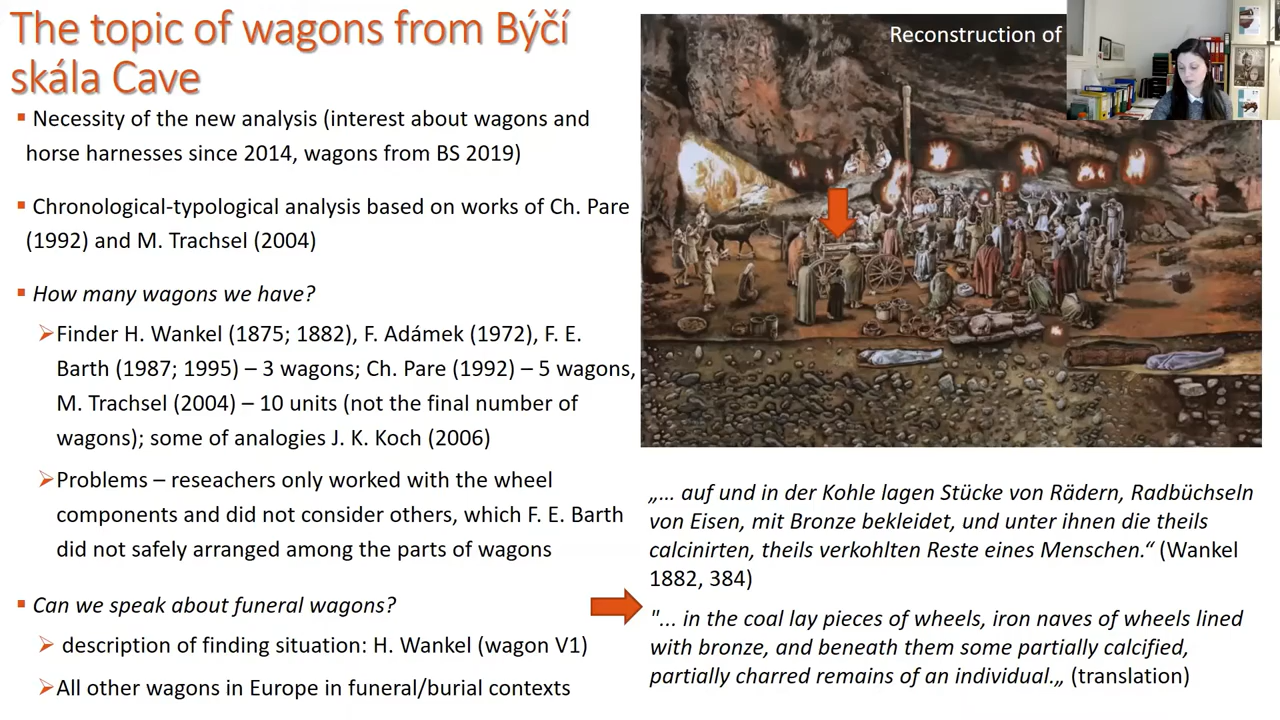 The topic of wagons from Býčí
skála Cave
▪ Necessity of the new analysis (interest about wagons and
horse harnesses since 2014, wagons from BS 2019)
▪ Chronological-typological analysis based on works of Ch. Pare
(1992) and M. Trachsel (2004)
▪ How many wagons we have?
➢Finder H. Wankel (1875; 1882), F. Adámek (1972), F. E.
Barth (1987; 1995) – 3 wagons; Ch. Pare (1992) – 5 wagons,
M. Trachsel (2004) – 10 units (not the final number of
wagons); some of analogies J. K. Koch (2006)
➢Problems – reseachers only worked with the wheel
components and did not consider others, which F. E. Barth
did not safely arranged among the parts of wagons
▪ Can we speak about funeral wagons?
➢ description of finding situation: H. Wankel (wagon V1)
➢All other wagons in Europe in funeral/burial contexts
Reconstruction of
„… auf und in der Kohle lagen Stücke von Rädern, Radbüchseln
von Eisen, mit Bronze bekleidet, und unter ihnen die theils
calcinirten, theils verkohlten Reste eines Menschen.“ (Wankel
1882, 384)
"... in the coal lay pieces of wheels, iron naves of wheels lined
with bronze, and beneath them some partially calcified,
partially charred remains of an individual.„ (translation)